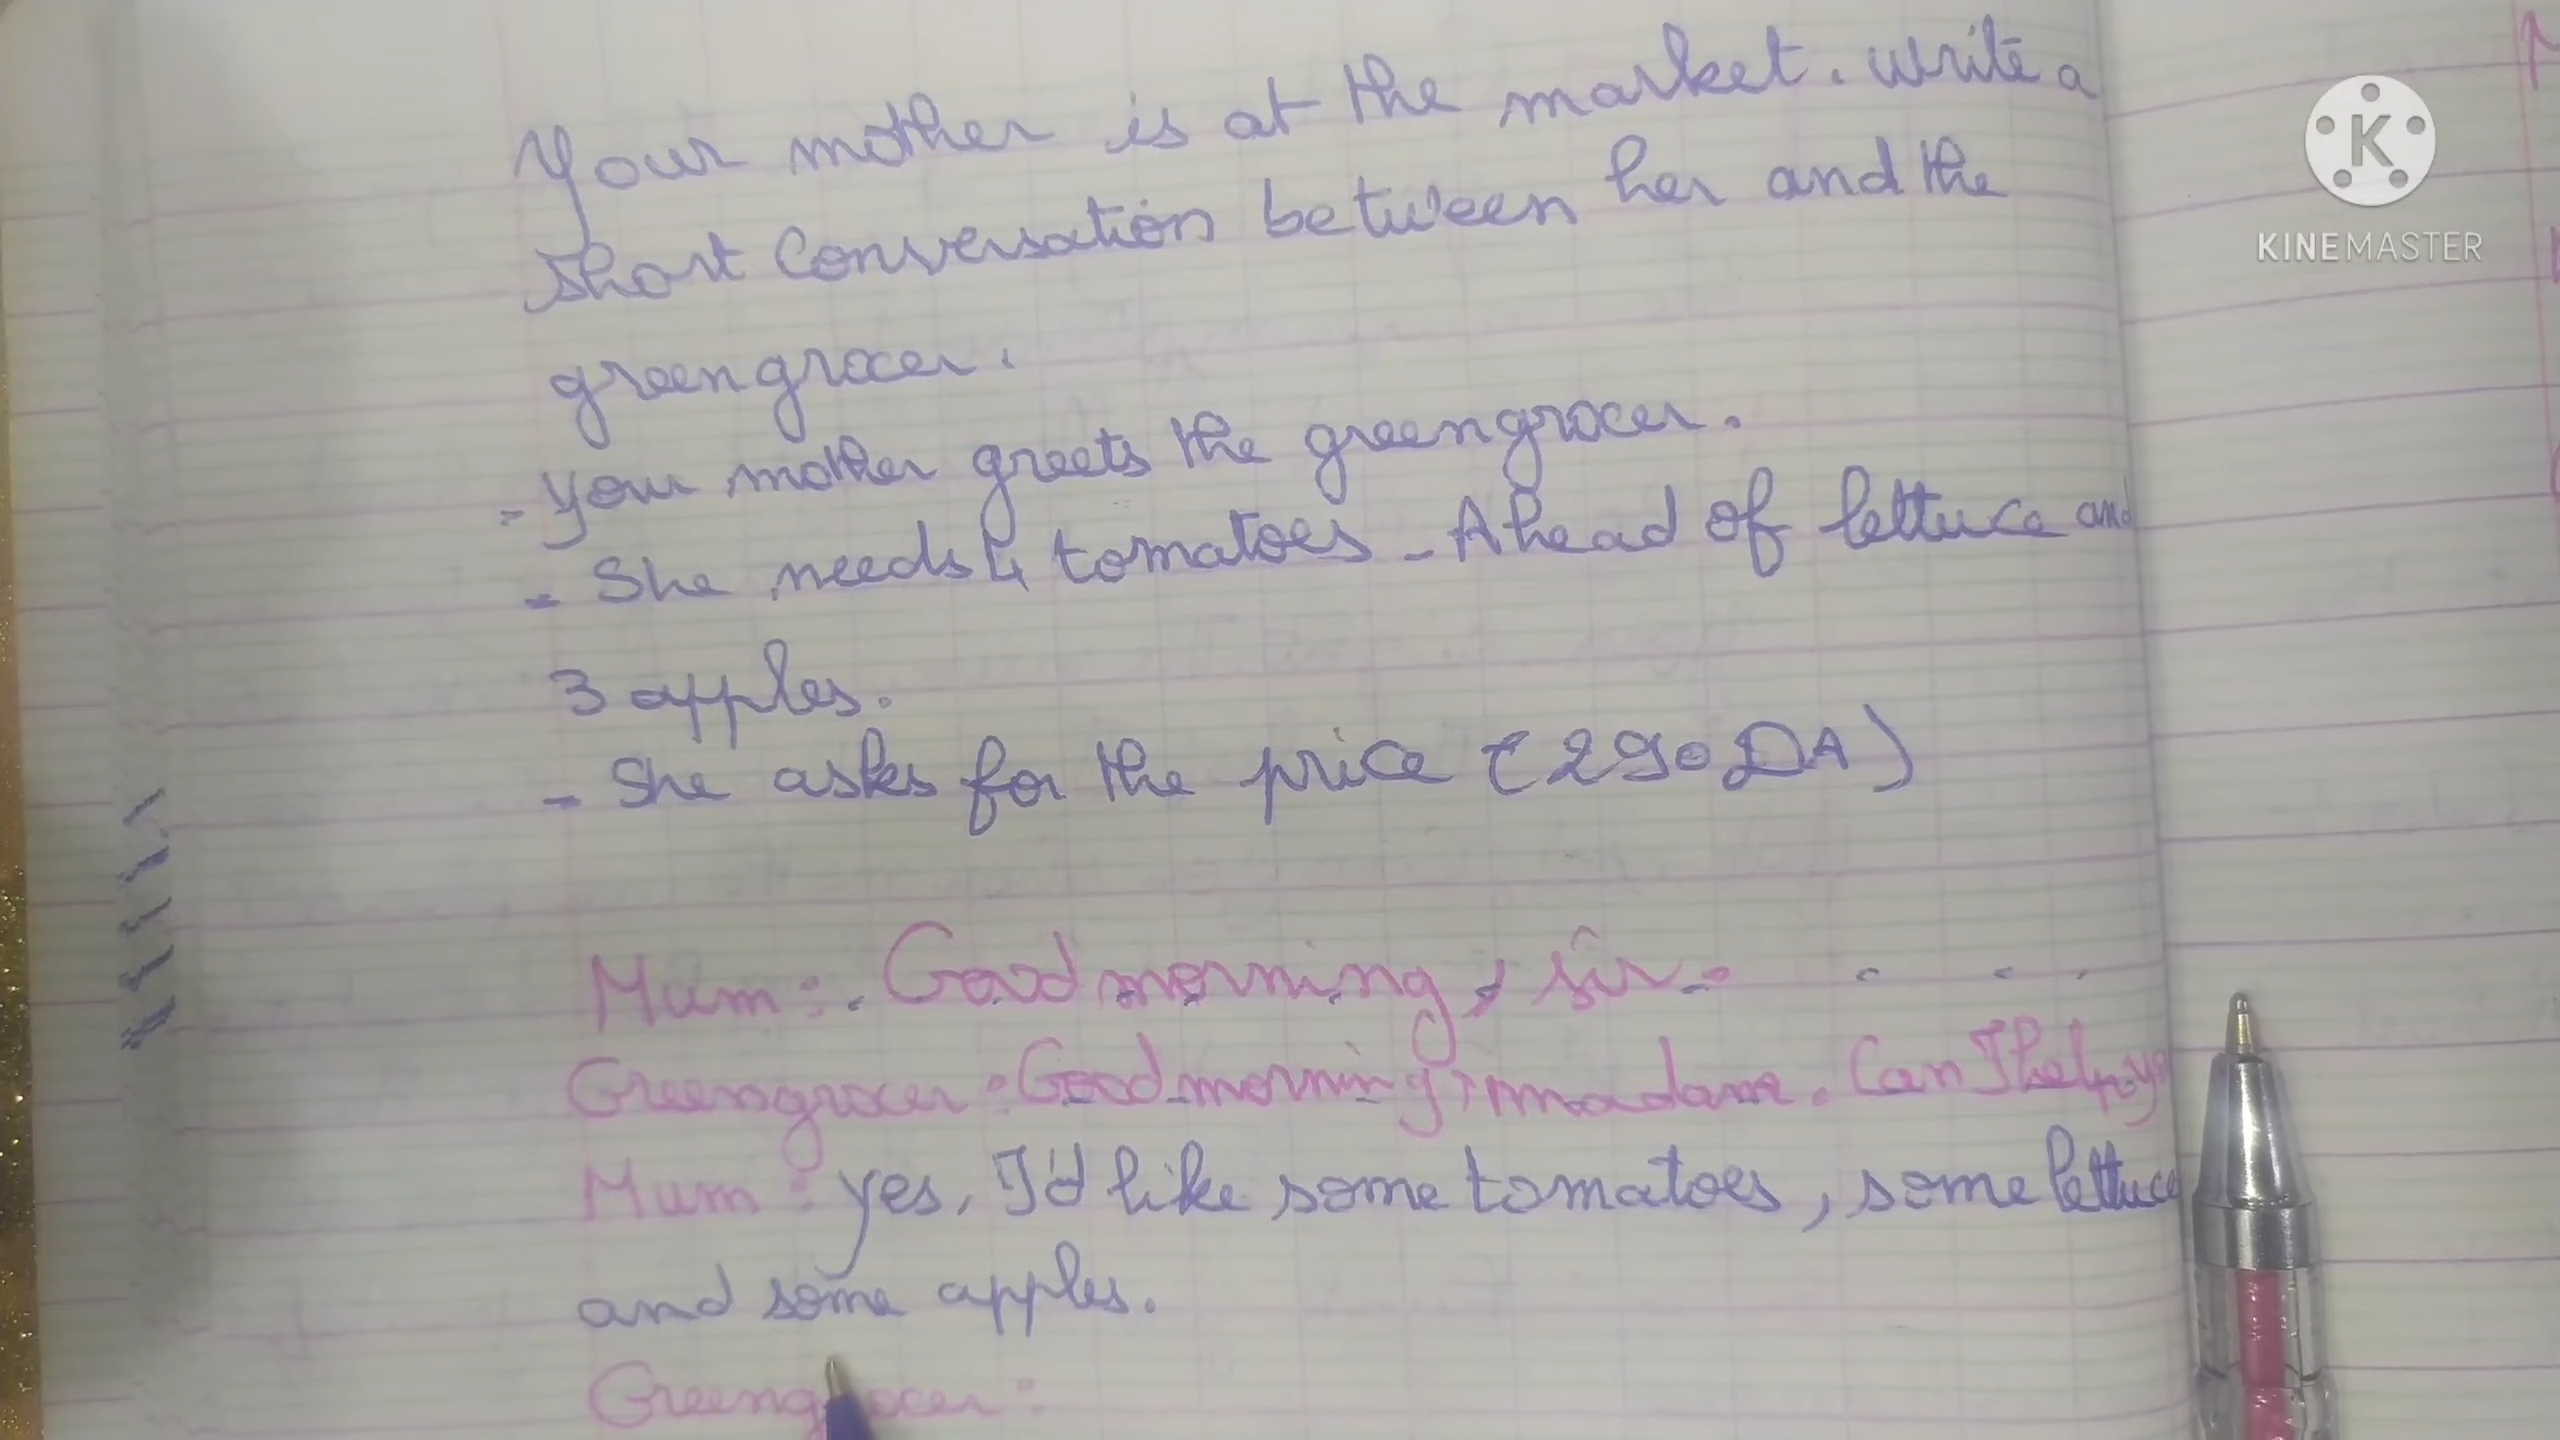 Your mother is at the market. write a
short Conversation between her and the
greengrocer.
- your mother greets the greengrocer.
- She needs 4 tomatoes - A head of lettuce and
3 apples.
- She asks for the price (290 DA)
Mum: Good morning, sir.
Greengrocer: Good morning, madam. Can I help
Mum: yes, I'd like some tomatoes, some lettuce
and some apples.
Greengrocer:
K
KINEMASTER